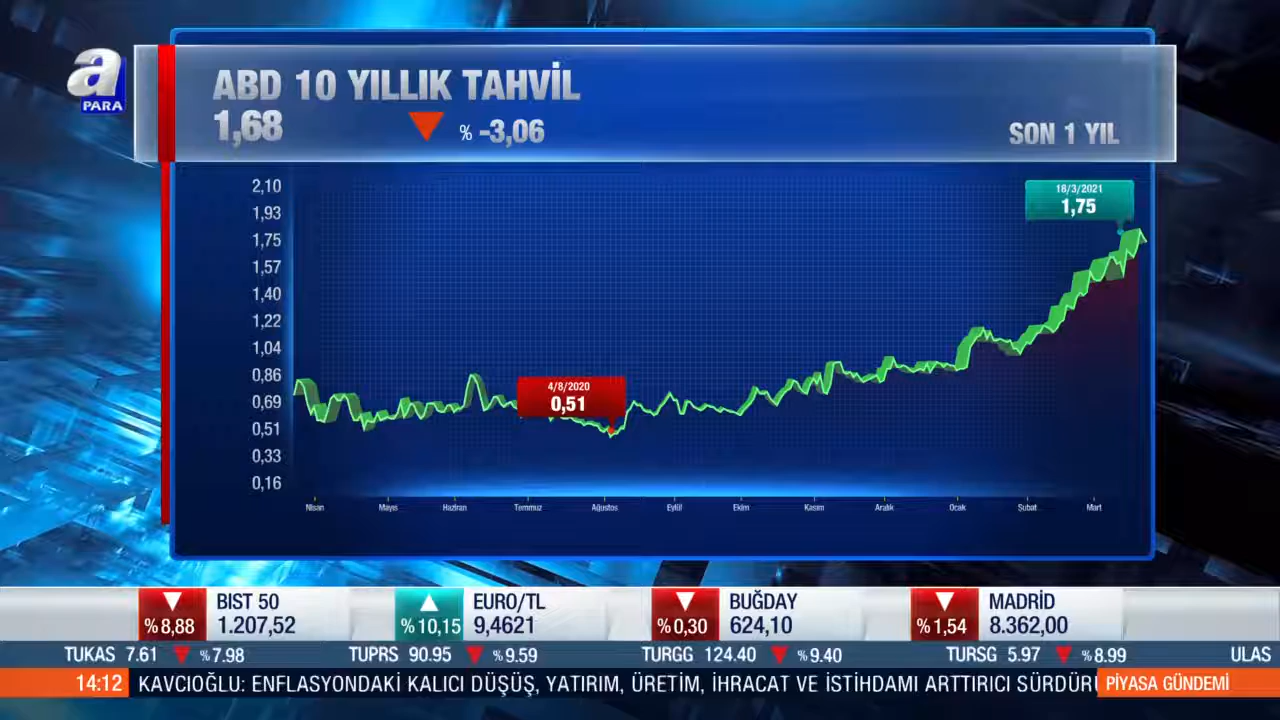 a
PARA
ABD 10 YILLIK TAHVİL
1,68 % -3,06
SON 1 YIL
2,10
1,93
1,75
1,57
1,40
1,22
1,04
0,86
0,69
0,51
0,33
0,16
18/3/2021
1,75
4/8/2020
0,51
Nisan Mayıs Haziran Temmuz Ağustos Eylül Ekim Kasım Aralık Ocak Şubat Mart
%8,88 BIST 50 1.207,52
%10,15 EURO/TL 9,4621
%0,30 BUĞDAY 624,10
%1,54 MADRİD 8.362,00
TUKAS 7.61 %7.98 TUPRS 90.95 %9.59 TURGG 124.40 %9.40 TURSG 5.97 %8.99 ULAS
14:12 KAVCIOĞLU: ENFLASYONDAKİ KALICI DÜŞÜŞ, YATIRIM, ÜRETİM, İHRACAT VE İSTİHDAMI ARTTIRICI SÜRDÜRÜ PİYASA GÜNDEMİ